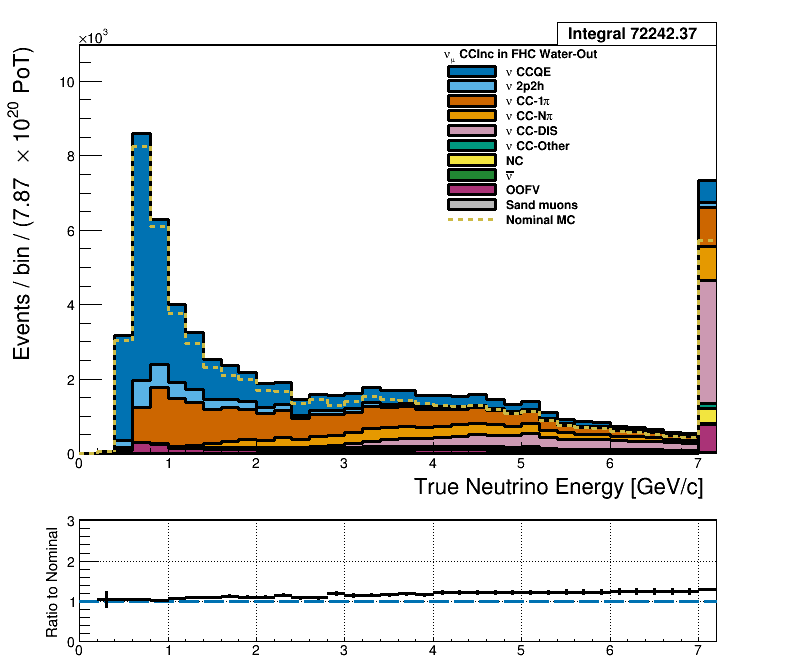 Integral 72242.37
×10³
ν_μ CCInc in FHC Water-Out
ν CCQE
ν 2p2h
ν CC-1π
ν CC-Nπ
ν CC-DIS
ν CC-Other
NC
ν̅
OOFV
Sand muons
Nominal MC
Events / bin / (7.87 × 10²⁰ PoT)
10
8
6
4
2
0
0 1 2 3 4 5 6 7
True Neutrino Energy [GeV/c]
Ratio to Nominal
3
2
1
0
0 1 2 3 4 5 6 7